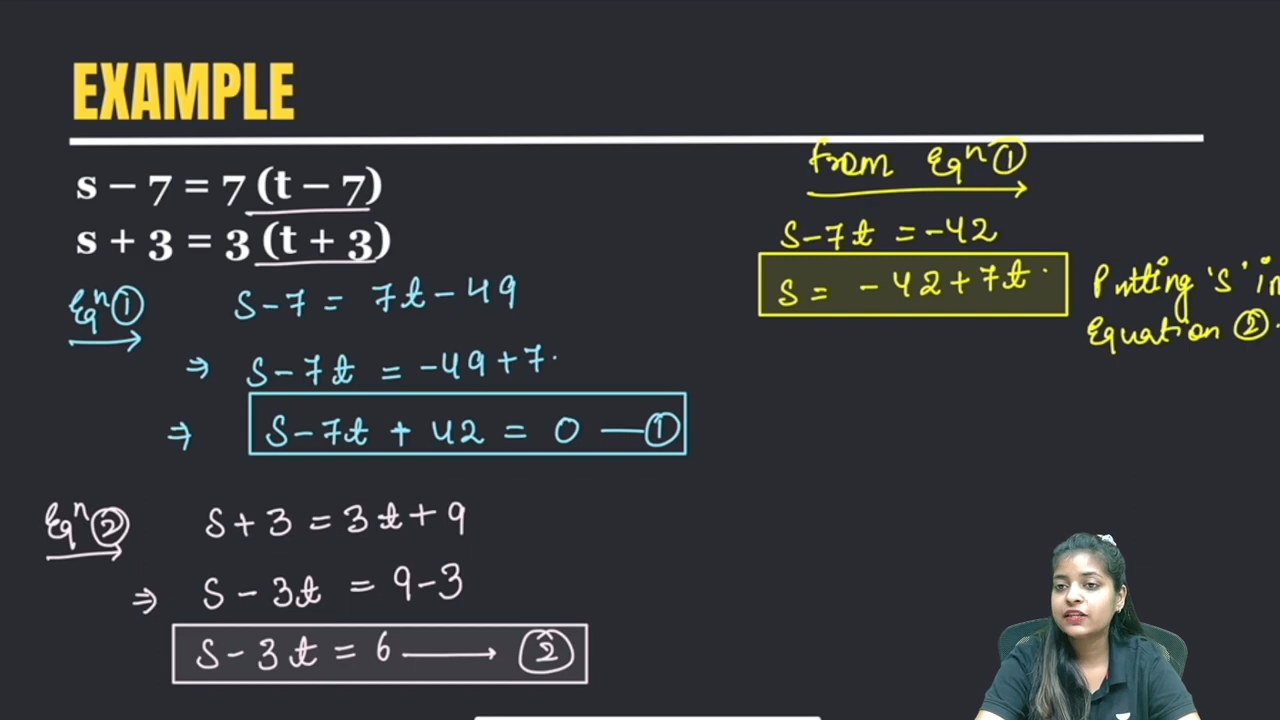 EXAMPLE
s – 7 = 7 (t – 7)
s + 3 = 3 (t + 3)
Eqⁿ ① s-7 = 7t-49
⇒ s-7t = -49+7.
⇒ s-7t + 42 = 0 —①
Eqⁿ ② s+3 = 3t+9
⇒ s - 3t = 9-3
s-3t = 6 ⟶ ②
from Eqⁿ ①
s-7t = -42
s = -42+7t.
Putting 's' in
Equation ②.